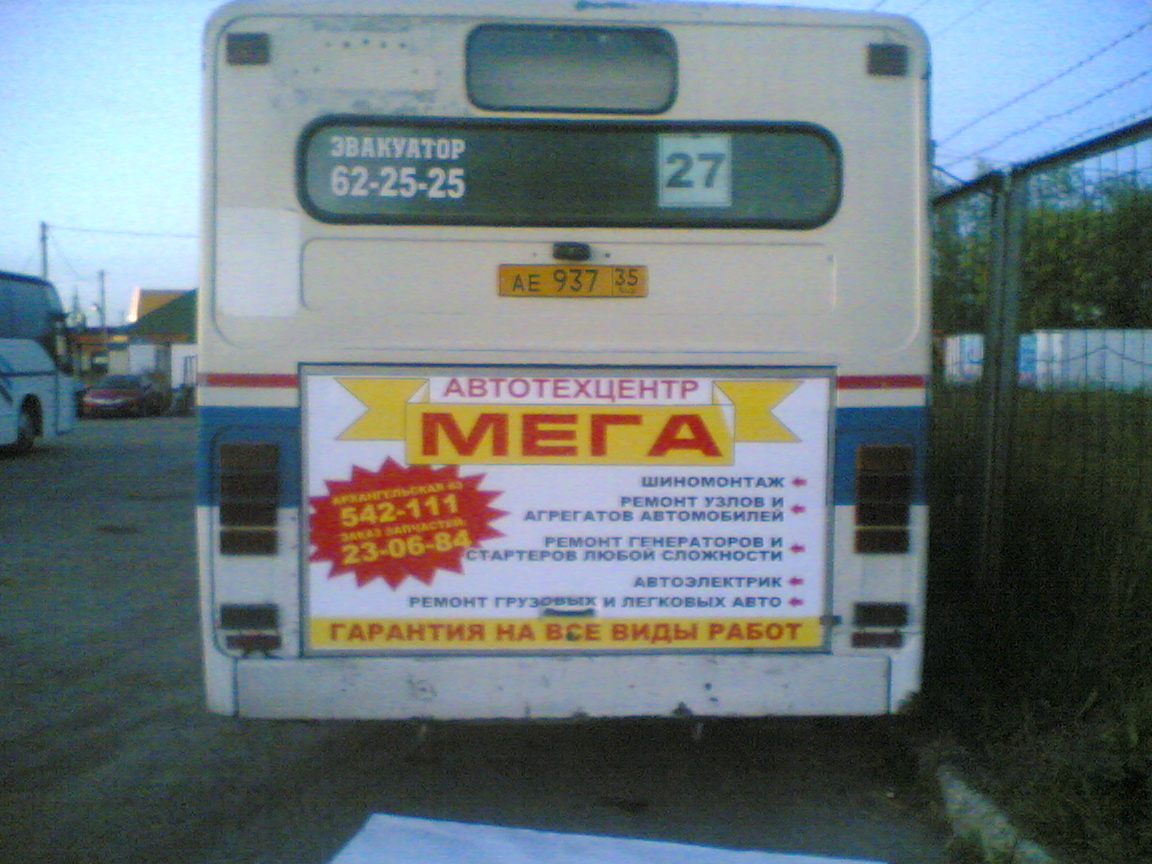 ЭВАКУАТОР
62-25-25
27
АЕ 937 35
АВТОТЕХЦЕНТР
МЕГА
АРХАНГЕЛЬСКАЯ
542-111
ЗАКАЗ ЗАПЧАСТЕЙ:
23-06-84
ШИНОМОНТАЖ
РЕМОНТ УЗЛОВ И
АГРЕГАТОВ АВТОМОБИЛЕЙ
РЕМОНТ ГЕНЕРАТОРОВ И
СТАРТЕРОВ ЛЮБОЙ СЛОЖНОСТИ
АВТОЭЛЕКТРИК
РЕМОНТ ГРУЗОВЫХ И ЛЕГКОВЫХ АВТО
ГАРАНТИЯ НА ВСЕ ВИДЫ РАБОТ